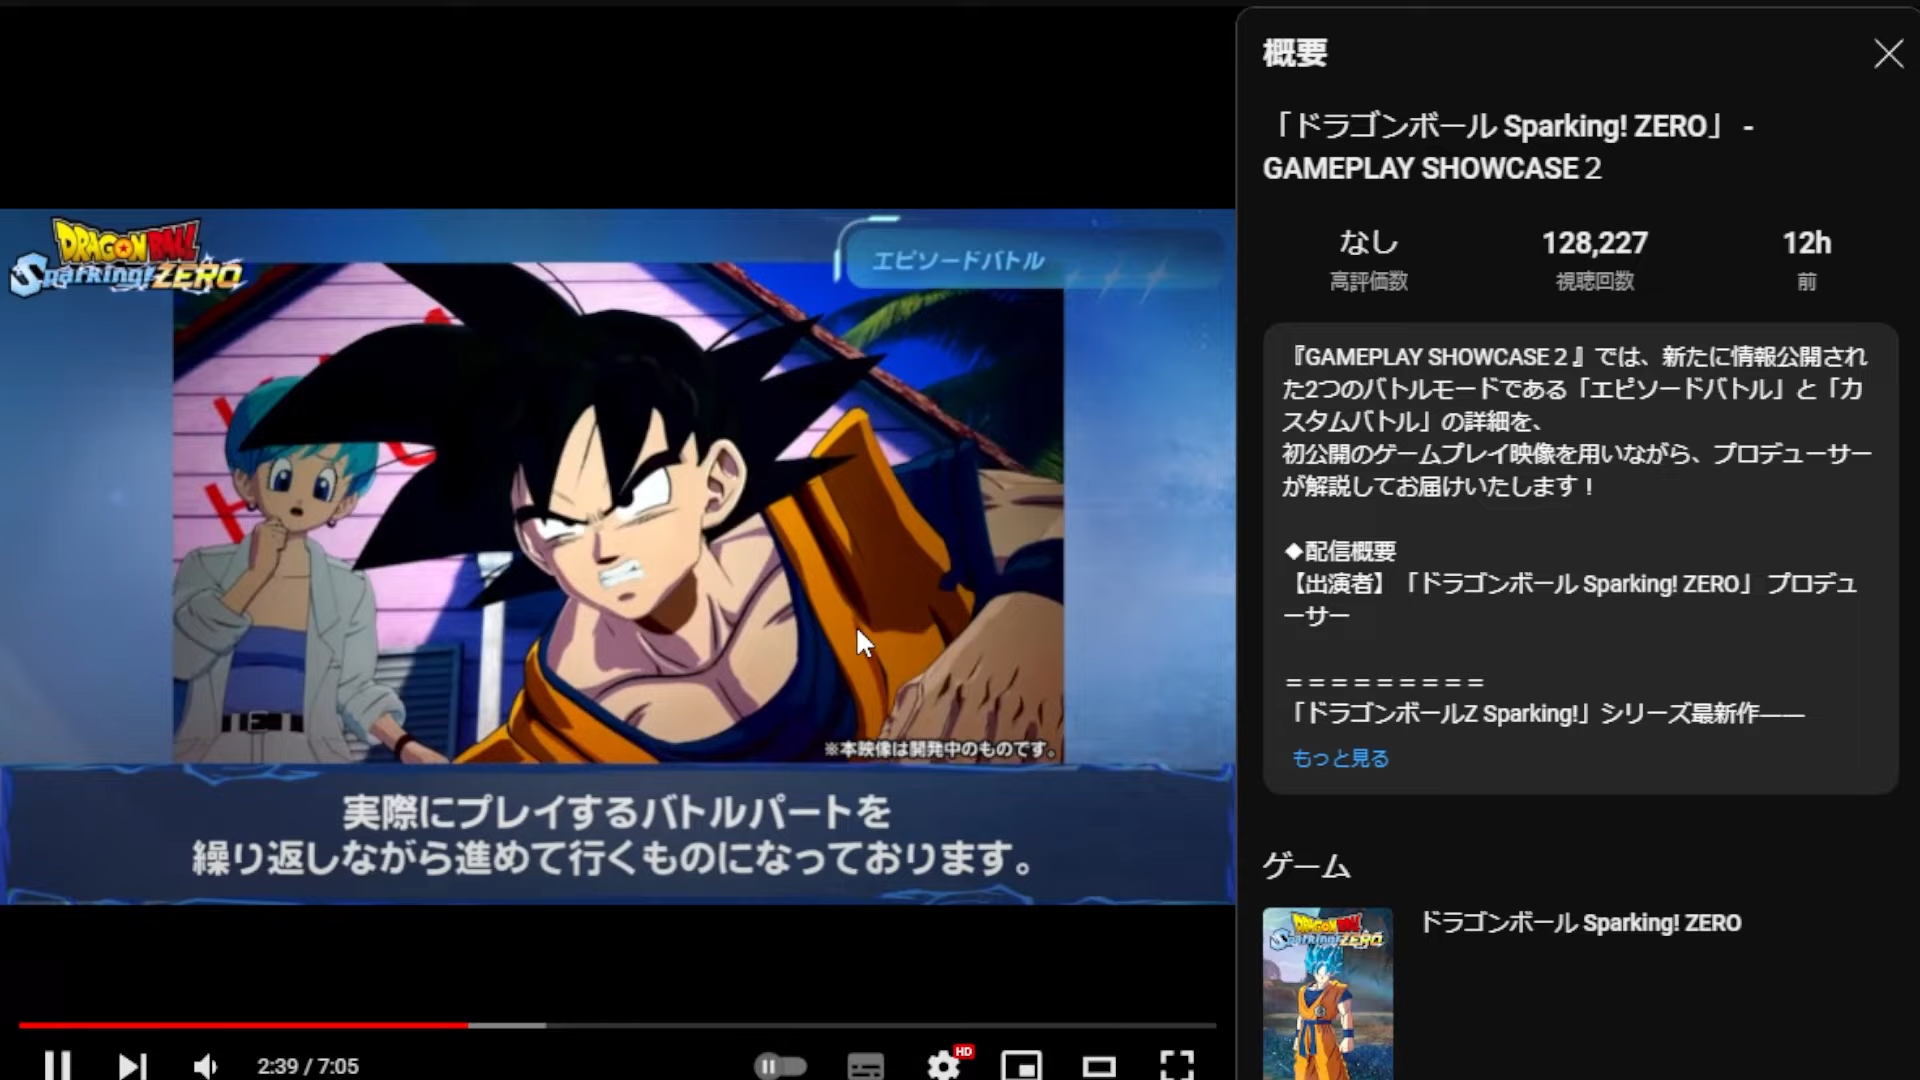 DRAGON BALL
Sparking! ZERO
エピソードバトル
※本映像は開発中のものです。
実際にプレイするバトルパートを
繰り返しながら進めて行くものになっております。
2:39 / 7:05
HD
概要
「ドラゴンボール Sparking! ZERO」 -
GAMEPLAY SHOWCASE２
なし
128,227
12h
高評価数
視聴回数
前
『GAMEPLAY SHOWCASE２』では、新たに情報公開され
た2つのバトルモードである「エピソードバトル」と「カ
スタムバトル」の詳細を、
初公開のゲームプレイ映像を用いながら、プロデューサー
が解説してお届けいたします！
◆配信概要
【出演者】「ドラゴンボール Sparking! ZERO」 プロデュ
ーサー
＝＝＝＝＝＝＝＝＝
「ドラゴンボールZ Sparking!」シリーズ最新作――
もっと見る
ゲーム
DRAGON BALL
Sparking! ZERO
ドラゴンボール Sparking! ZERO